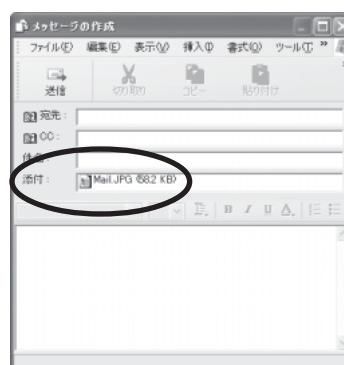 メッセージの作成
ファイル(F) 編集(E) 表示(V) 挿入(I) 書式(O) ツール(T) »
送信 切り取り コピー 貼り付け
宛先:
CC:
件名:
添付: Mail.JPG (58.2 KB)
B I U A